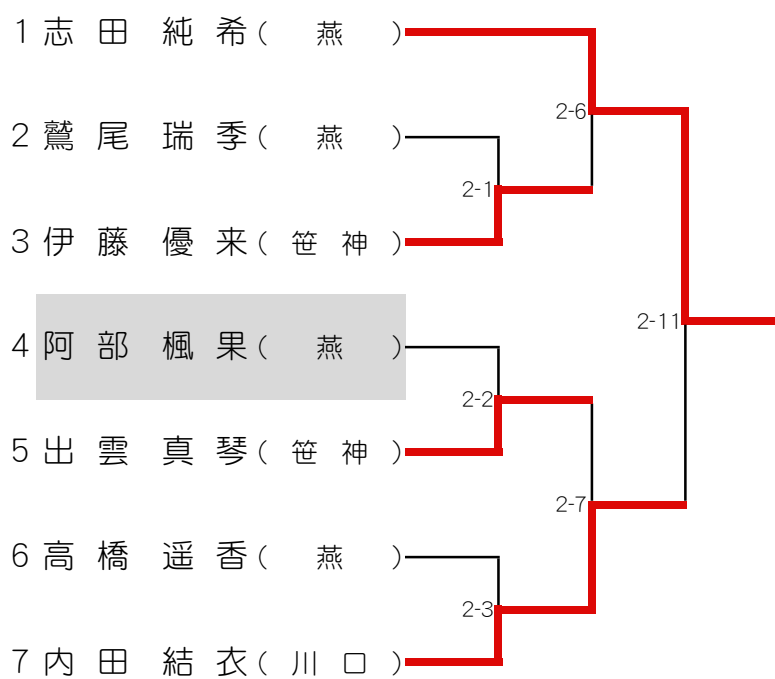 1 志田 純希(燕)
2-6
2 鷲尾 瑞季(燕)
2-1
3 伊藤 優来(笹神)
2-11
4 阿部 楓果(燕)
2-2
5 出雲 真琴(笹神)
2-7
6 高橋 遥香(燕)
2-3
7 内田 結衣(川口)